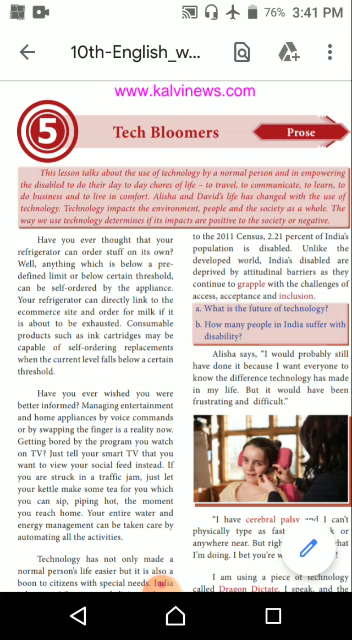 76% 3:41 PM
10th-English_w...
www.kalvinews.com
5
Tech Bloomers
Prose
This lesson talks about the use of technology by a normal person and in empowering
the disabled to do their day to day chores of life – to travel, to communicate, to learn, to
do business and to live in comfort. Alisha and David's life has changed with the use of
technology. Technology impacts the environment, people and the society as a whole. The
way we use technology determines if its impacts are positive to the society or negative.
Have you ever thought that your
refrigerator can order stuff on its own?
Well, anything which is below a pre-
defined limit or below certain threshold,
can be self-ordered by the appliance.
Your refrigerator can directly link to the
ecommerce site and order for milk if it
is about to be exhausted. Consumable
products such as ink cartridges may be
capable of self-ordering replacements
when the current level falls below a certain
threshold.
Have you ever wished you were
better informed? Managing entertainment
and home appliances by voice commands
or by swapping the finger is a reality now.
Getting bored by the program you watch
on TV? Just tell your smart TV that you
want to view your social feed instead. If
you are struck in a traffic jam, just let
your kettle make some tea for you which
you can sip, piping hot, the moment
you reach home. Your entire water and
energy management can be taken care by
automating all the activities.
Technology has not only made a
normal person's life easier but it is also a
boon to citizens with special needs. India
to the 2011 Census, 2.21 percent of India's
population is disabled. Unlike the
developed world, India's disabled are
deprived by attitudinal barriers as they
continue to grapple with the challenges of
access, acceptance and inclusion.
a. What is the future of technology?
b. How many people in India suffer with
disability?
Alisha says, "I would probably still
have done it because I want everyone to
know the difference technology has made
in my life. But it would have been
frustrating and difficult."
"I have cerebral palsy and I can't
physically type as fast or
anywhere near. But
I'm doing. I bet you're
I am using a piece of technology
called Dragon Dictate. I speak, and the